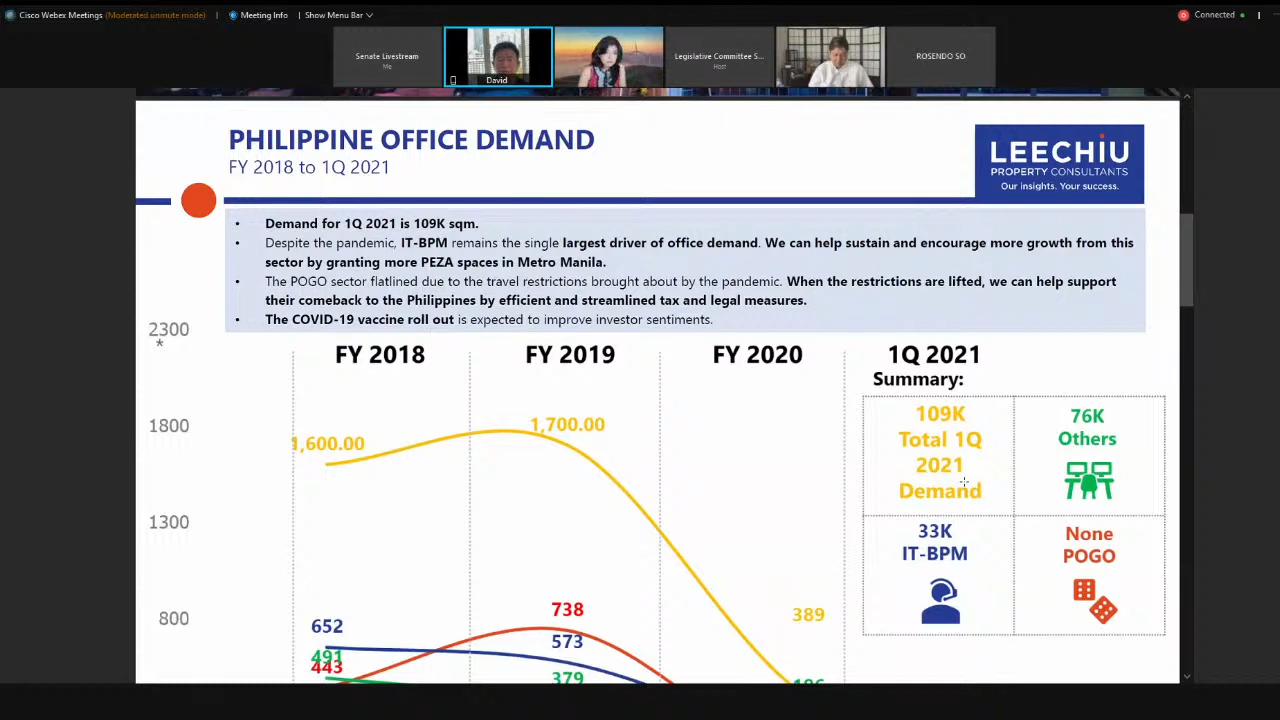 Cisco Webex Meetings (Moderated unmute mode) Meeting Info Show Menu Bar Connected
Senate Livestream
Me
David
Legislative Committee S...
Host
ROSENDO SO
PHILIPPINE OFFICE DEMAND
FY 2018 to 1Q 2021
LEECHIU
PROPERTY CONSULTANTS
Our insights. Your success.
• Demand for 1Q 2021 is 109K sqm.
• Despite the pandemic, IT-BPM remains the single largest driver of office demand. We can help sustain and encourage more growth from this
sector by granting more PEZA spaces in Metro Manila.
• The POGO sector flatlined due to the travel restrictions brought about by the pandemic. When the restrictions are lifted, we can help support
their comeback to the Philippines by efficient and streamlined tax and legal measures.
• The COVID-19 vaccine roll out is expected to improve investor sentiments.
2300
*
1800
1300
800
FY 2018 FY 2019 FY 2020 1Q 2021
Summary:
1,600.00
1,700.00
389
652
491
443
738
573
379
109K
Total 1Q
2021
Demand
76K
Others
33K
IT-BPM
None
POGO